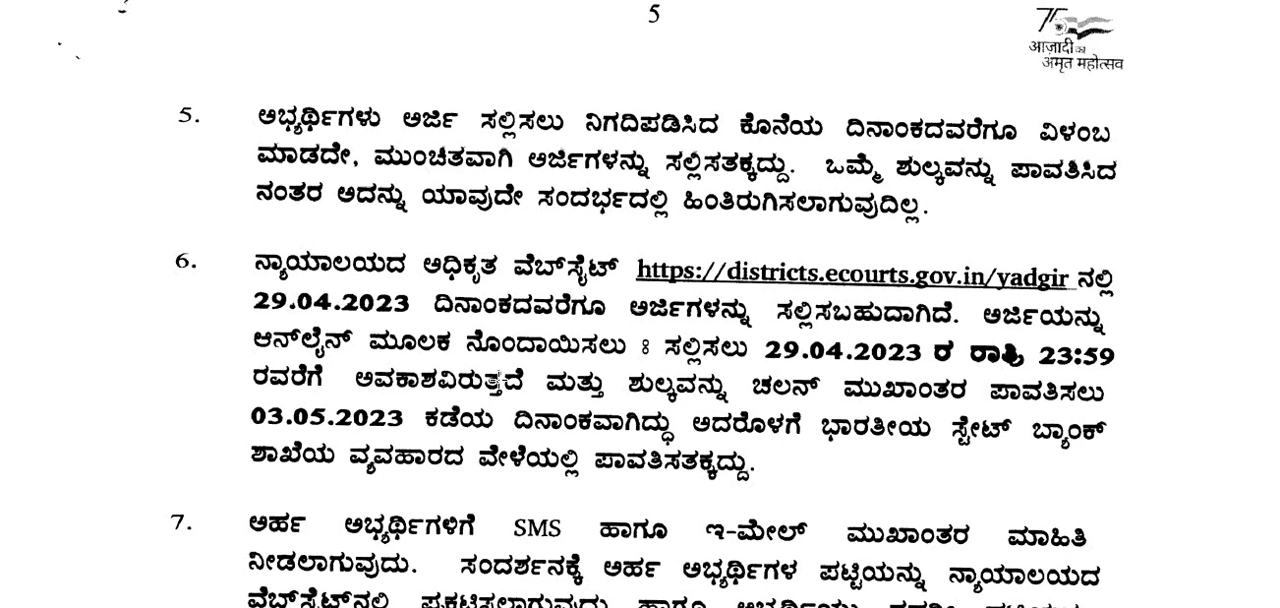 5
75
आज़ादी का
अमृत महोत्सव
5. ಅಭ್ಯರ್ಥಿಗಳು ಅರ್ಜಿ ಸಲ್ಲಿಸಲು ನಿಗದಿಪಡಿಸಿದ ಕೊನೆಯ ದಿನಾಂಕದವರೆಗೂ ವಿಳಂಬ
ಮಾಡದೇ, ಮುಂಚಿತವಾಗಿ ಅರ್ಜಿಗಳನ್ನು ಸಲ್ಲಿಸತಕ್ಕದ್ದು. ಒಮ್ಮೆ ಶುಲ್ಕವನ್ನು ಪಾವತಿಸಿದ
ನಂತರ ಅದನ್ನು ಯಾವುದೇ ಸಂದರ್ಭದಲ್ಲಿ ಹಿಂತಿರುಗಿಸಲಾಗುವುದಿಲ್ಲ.
6. ನ್ಯಾಯಾಲಯದ ಅಧಿಕೃತ ವೆಬ್‌ಸೈಟ್ https://districts.ecourts.gov.in/yadgir ನಲ್ಲಿ
29.04.2023 ದಿನಾಂಕದವರೆಗೂ ಅರ್ಜಿಗಳನ್ನು ಸಲ್ಲಿಸಬಹುದಾಗಿದೆ. ಅರ್ಜಿಯನ್ನು
ಆನ್‌ಲೈನ್ ಮೂಲಕ ನೊಂದಾಯಿಸಲು : ಸಲ್ಲಿಸಲು 29.04.2023 ರ ರಾತ್ರಿ 23:59
ರವರೆಗೆ ಅವಕಾಶವಿರುತ್ತದೆ ಮತ್ತು ಶುಲ್ಕವನ್ನು ಚಲನ್ ಮುಖಾಂತರ ಪಾವತಿಸಲು
03.05.2023 ಕಡೆಯ ದಿನಾಂಕವಾಗಿದ್ದು ಅದರೊಳಗೆ ಭಾರತೀಯ ಸ್ಟೇಟ್ ಬ್ಯಾಂಕ್
ಶಾಖೆಯ ವ್ಯವಹಾರದ ವೇಳೆಯಲ್ಲಿ ಪಾವತಿಸತಕ್ಕದ್ದು.
7. ಅರ್ಹ ಅಭ್ಯರ್ಥಿಗಳಿಗೆ SMS ಹಾಗೂ ಇ-ಮೇಲ್ ಮುಖಾಂತರ ಮಾಹಿತಿ
ನೀಡಲಾಗುವುದು. ಸಂದರ್ಶನಕ್ಕೆ ಅರ್ಹ ಅಭ್ಯರ್ಥಿಗಳ ಪಟ್ಟಿಯನ್ನು ನ್ಯಾಯಾಲಯದ
ವೆಬ್‌ಸೈಟ್‌ನಲ್ಲಿ ಪ್ರಕಟಿಸಲಾಗುವುದು ಹಾಗೂ